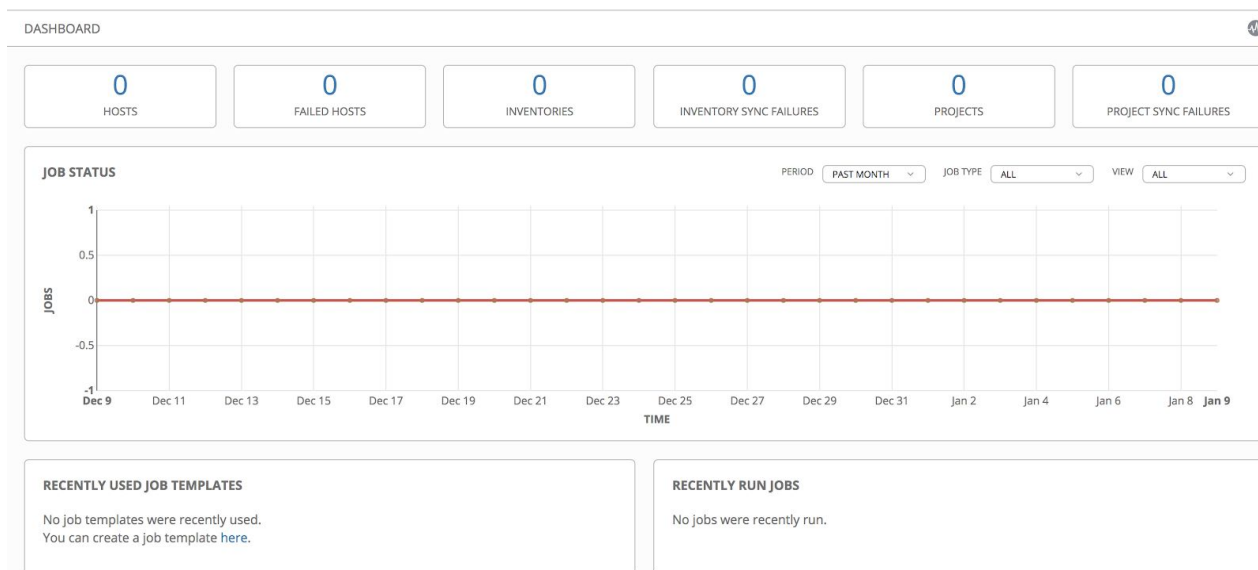 DASHBOARD
0 0 0 0 0 0
HOSTS FAILED HOSTS INVENTORIES INVENTORY SYNC FAILURES PROJECTS PROJECT SYNC FAILURES
JOB STATUS PERIOD PAST MONTH JOB TYPE ALL VIEW ALL
1
0.5
0
-0.5
-1
JOBS
Dec 9 Dec 11 Dec 13 Dec 15 Dec 17 Dec 19 Dec 21 Dec 23 Dec 25 Dec 27 Dec 29 Dec 31 Jan 2 Jan 4 Jan 6 Jan 8 Jan 9
TIME
RECENTLY USED JOB TEMPLATES
No job templates were recently used.
You can create a job template here.
RECENTLY RUN JOBS
No jobs were recently run.